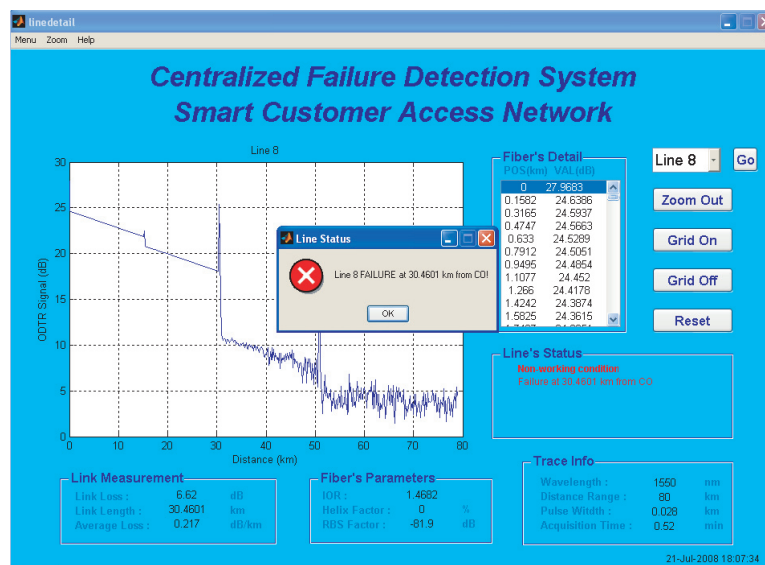 linedetail
Menu Zoom Help
Centralized Failure Detection System
Smart Customer Access Network
Line 8
30
25
20
15
10
5
0
0 10 20 30 40 50 60 70 80
ODTR Signal (dB)
Distance (km)
Line Status
Line 8 FAILURE at 30.4601 km from CO!
OK
Fiber's Detail
POS(km) VAL(dB)
0 27.9683
0.1582 24.6386
0.3165 24.5937
0.4747 24.5663
0.633 24.5289
0.7912 24.5051
0.9495 24.4854
1.1077 24.452
1.266 24.4178
1.4242 24.3874
1.5825 24.3615
Line 8 Go
Zoom Out
Grid On
Grid Off
Reset
Line's Status
Non-working condition
Failure at 30.4601 km from CO
Link Measurement
Link Loss : 6.62 dB
Link Length : 30.4601 km
Average Loss : 0.217 dB/km
Fiber's Parameters
IOR : 1.4682
Helix Factor : 0 %
RBS Factor : -81.9 dB
Trace Info
Wavelength : 1550 nm
Distance Range : 80 km
Pulse Witdth : 0.028 km
Acquisition Time : 0.52 min
21-Jul-2008 18:07:34